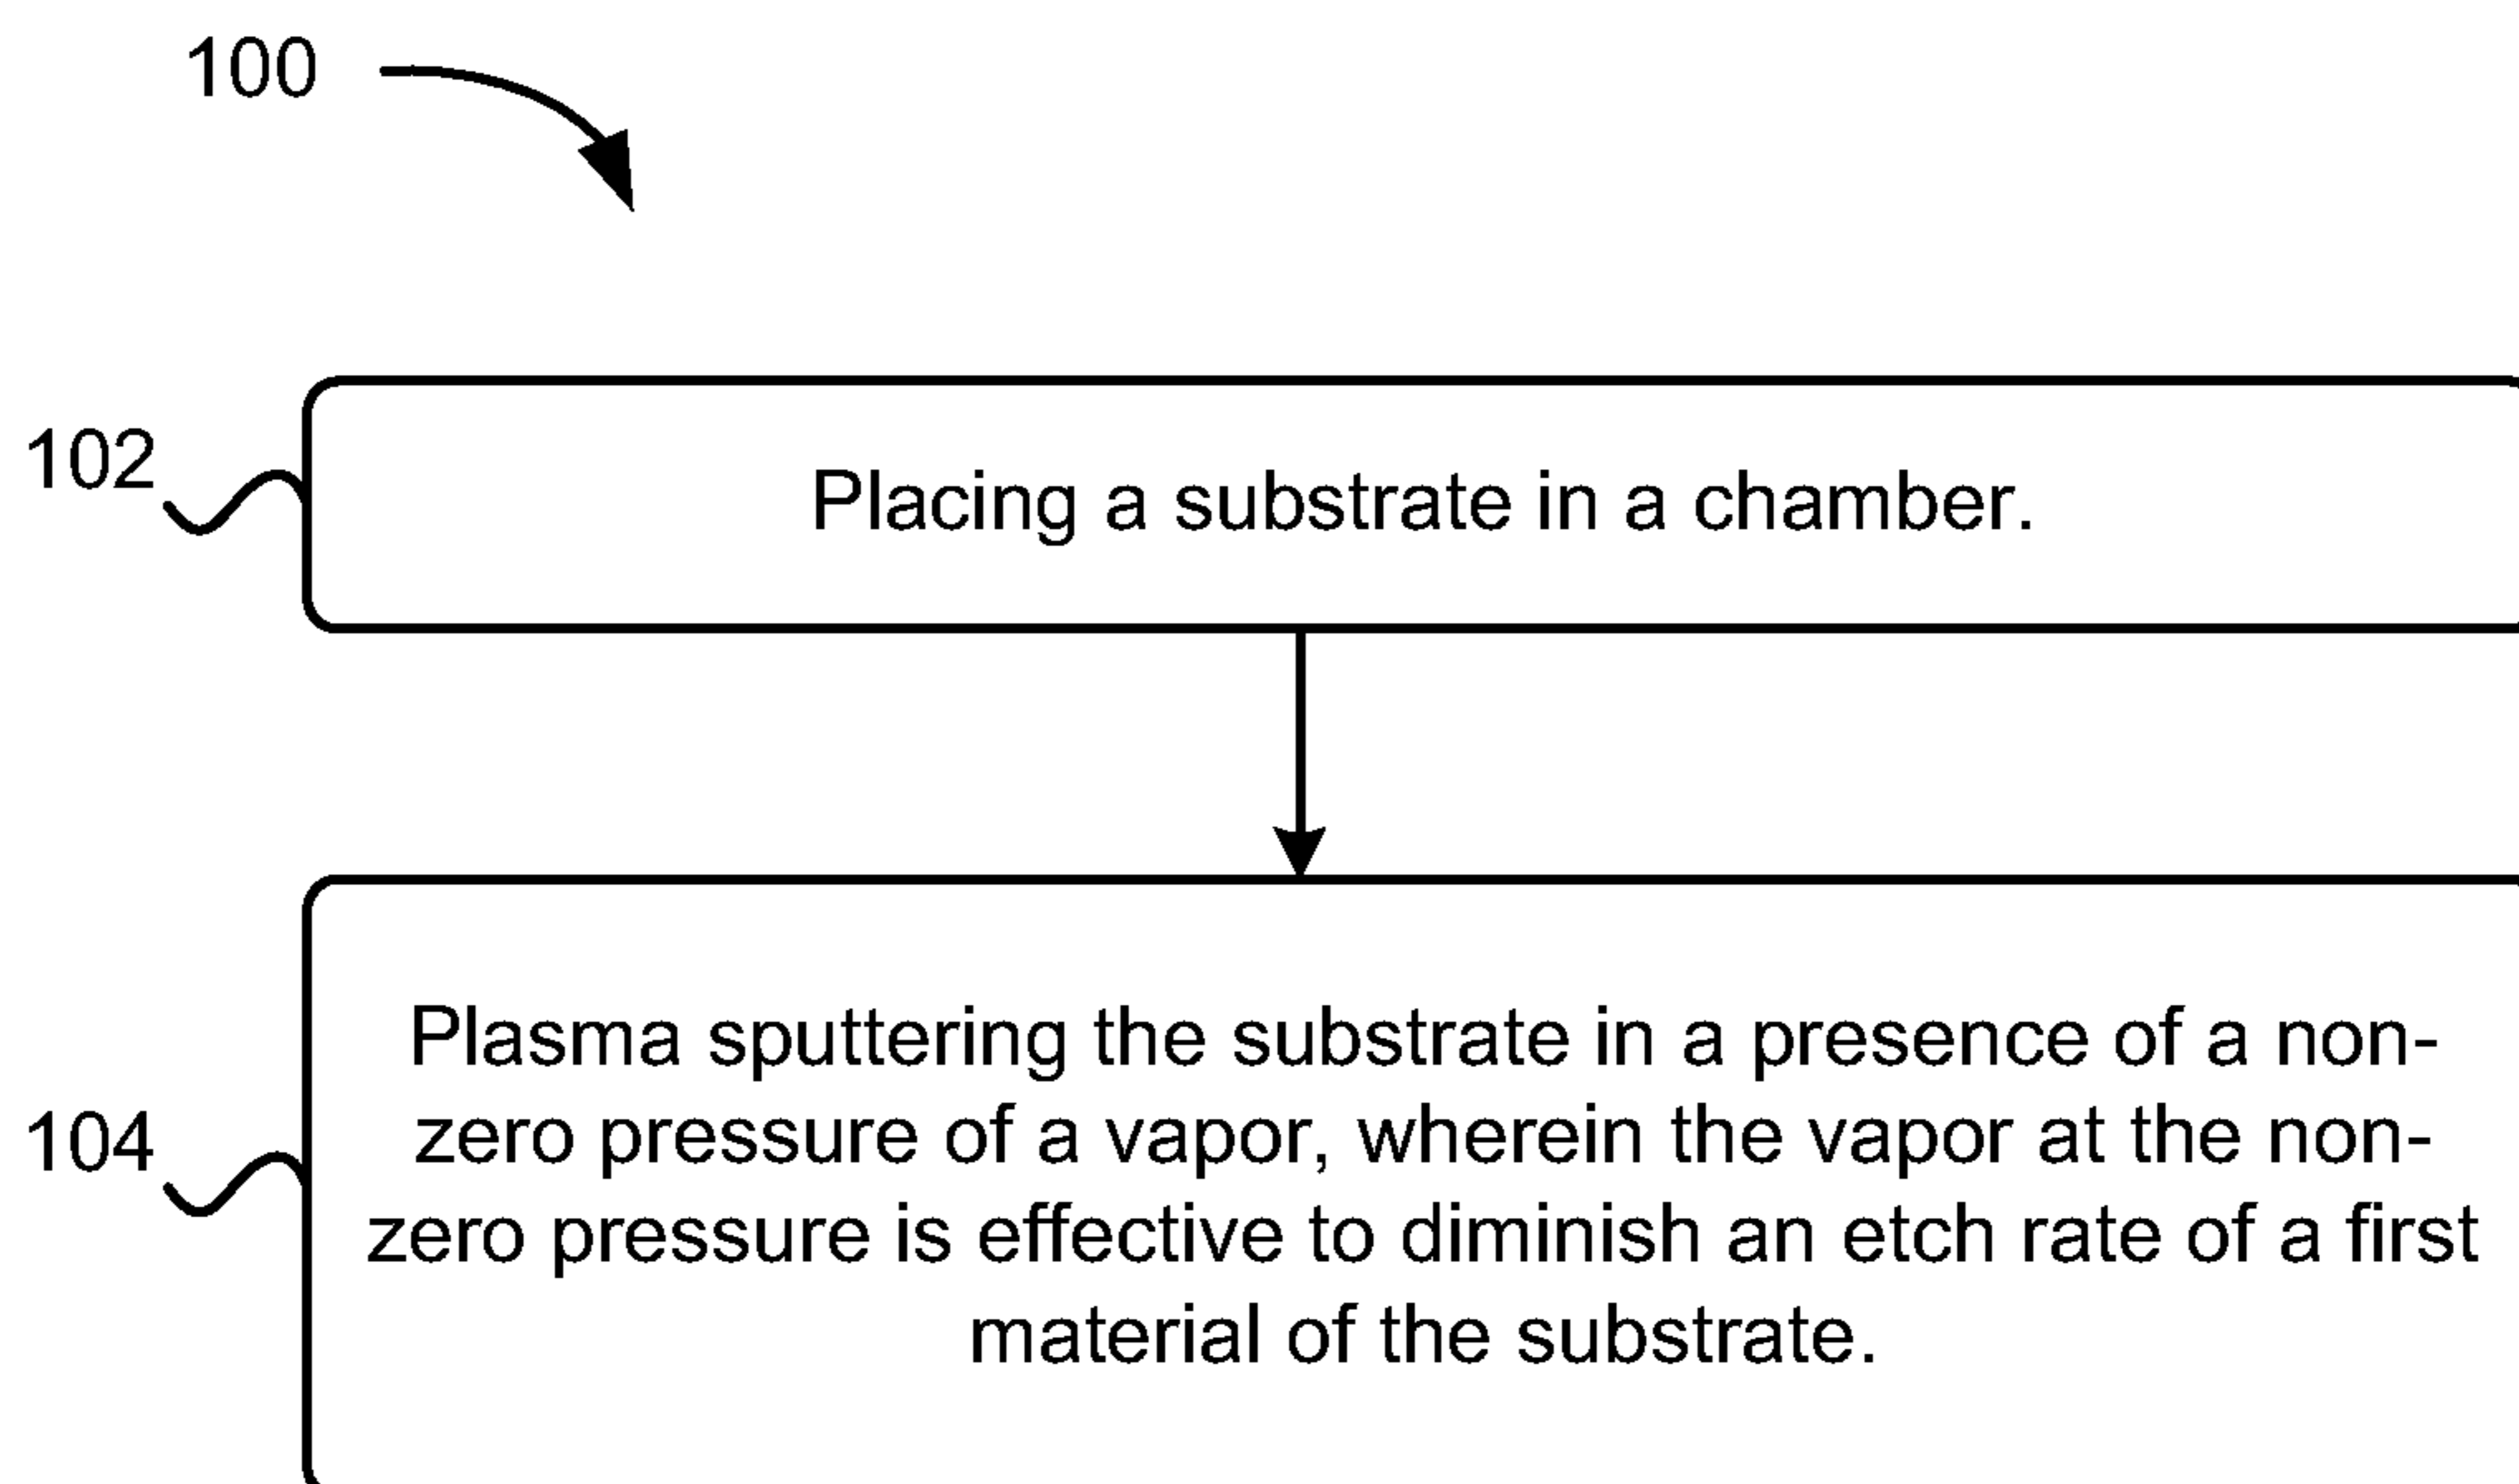 100
102
Placing a substrate in a chamber.
Plasma sputtering the substrate in a presence of a non-
zero pressure of a vapor, wherein the vapor at the non-
104
zero pressure is effective to diminish an etch rate of a first
material of the substrate.